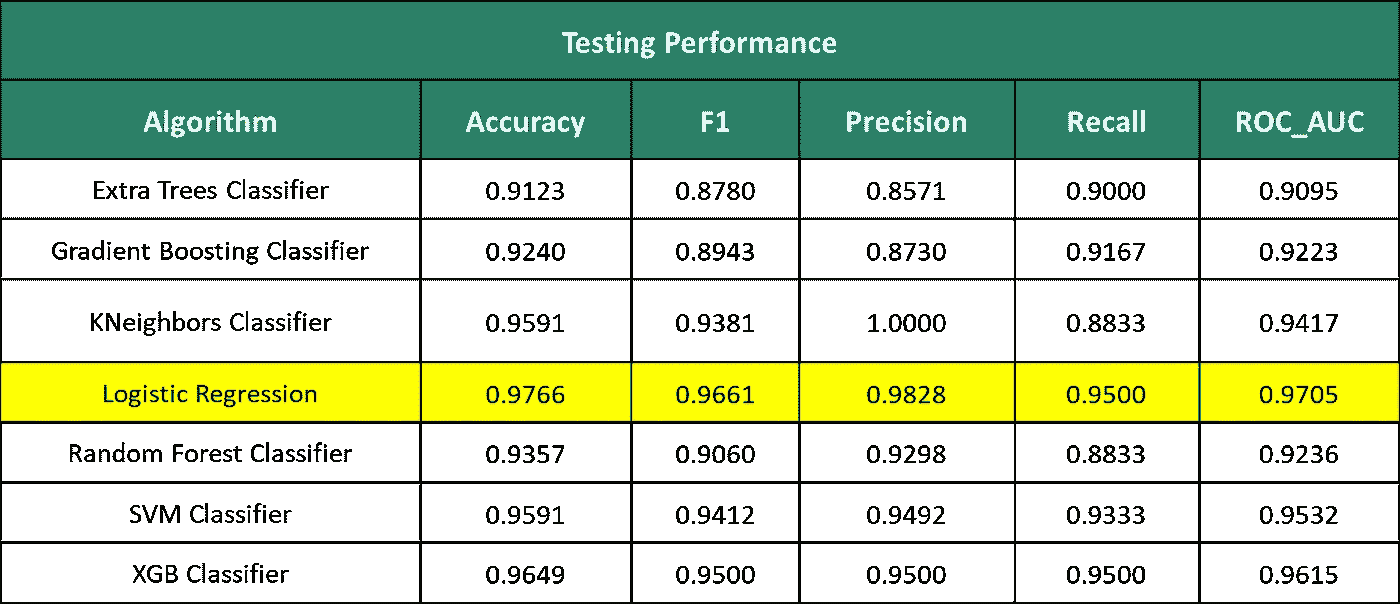 Testing Performance
Algorithm Accuracy F1 Precision Recall ROC_AUC
Extra Trees Classifier 0.9123 0.8780 0.8571 0.9000 0.9095
Gradient Boosting Classifier 0.9240 0.8943 0.8730 0.9167 0.9223
KNeighbors Classifier 0.9591 0.9381 1.0000 0.8833 0.9417
Logistic Regression 0.9766 0.9661 0.9828 0.9500 0.9705
Random Forest Classifier 0.9357 0.9060 0.9298 0.8833 0.9236
SVM Classifier 0.9591 0.9412 0.9492 0.9333 0.9532
XGB Classifier 0.9649 0.9500 0.9500 0.9500 0.9615